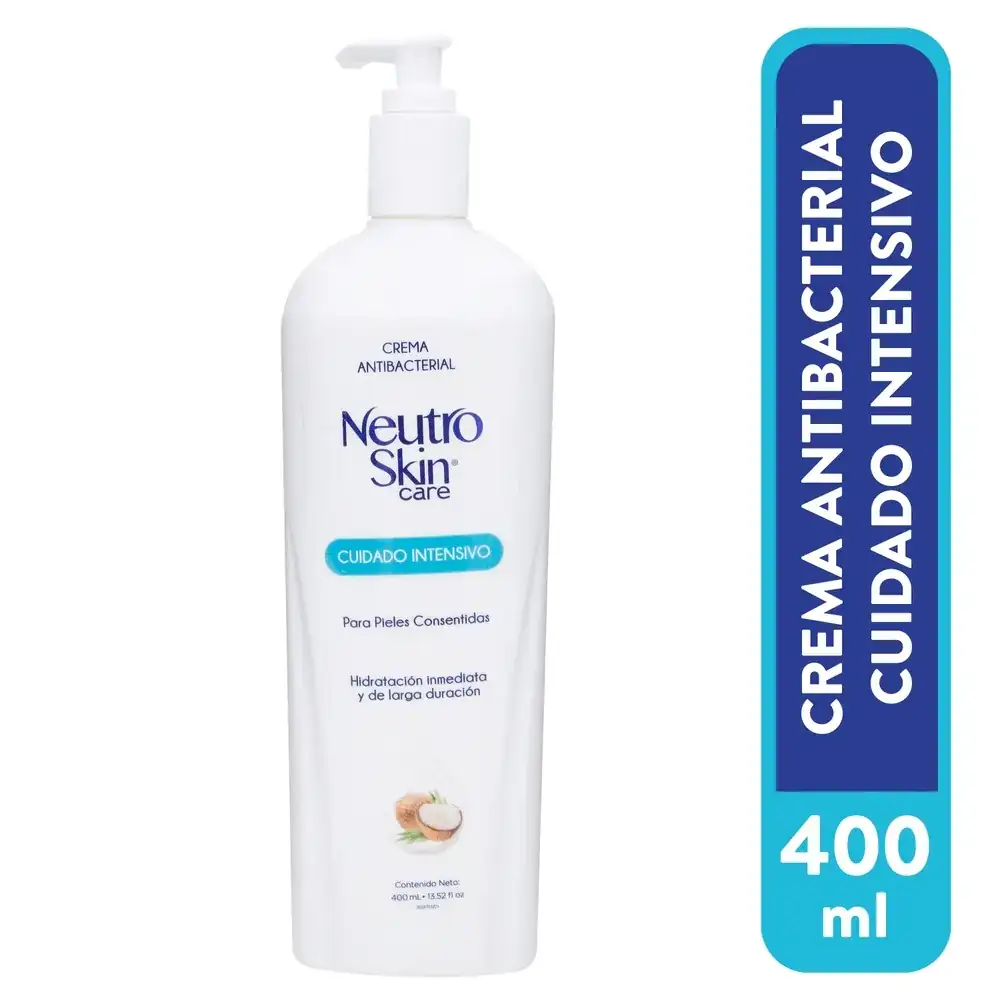 CREMA
ANTIBACTERIAL
Neutro
Skin®
care
CUIDADO INTENSIVO
Para Pieles Consentidas
Hidratación inmediata
y de larga duración
Contenido Neto:
400 mL • 13.52 fl oz
CREMA ANTIBACTERIAL
CUIDADO INTENSIVO
400
ml